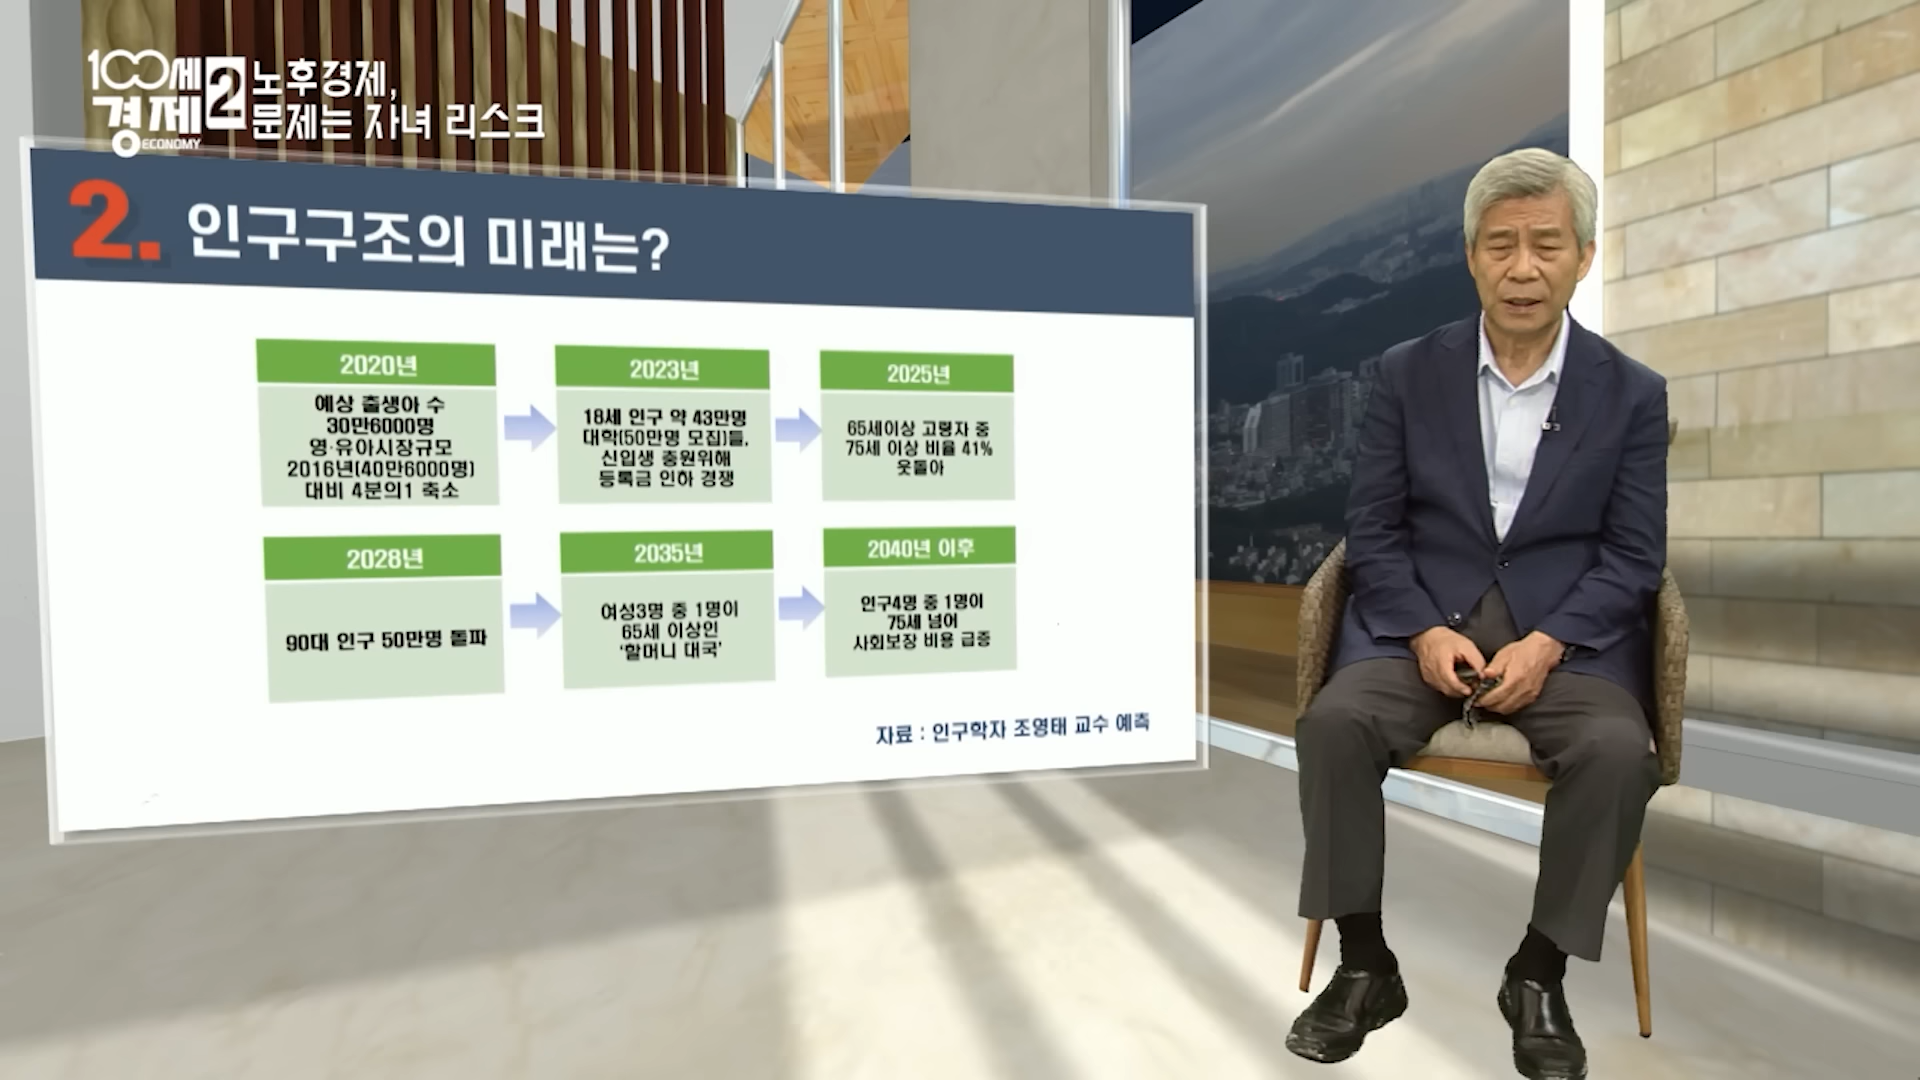 100세
경제2
ECONOMY
노후경제,
문제는 자녀 리스크
2. 인구구조의 미래는?
2020년
예상 출생아 수
30만6000명
영·유아시장규모
2016년(40만6000명)
대비 4분의1 축소
2023년
18세 인구 약 43만명
대학(50만명 모집)들,
신입생 충원위해
등록금 인하 경쟁
2025년
65세이상 고령자 중
75세 이상 비율 41%
웃돌아
2028년
90대 인구 50만명 돌파
2035년
여성3명 중 1명이
65세 이상인
‘할머니 대국’
2040년 이후
인구4명 중 1명이
75세 넘어
사회보장 비용 급증
자료 : 인구학자 조영태 교수 예측